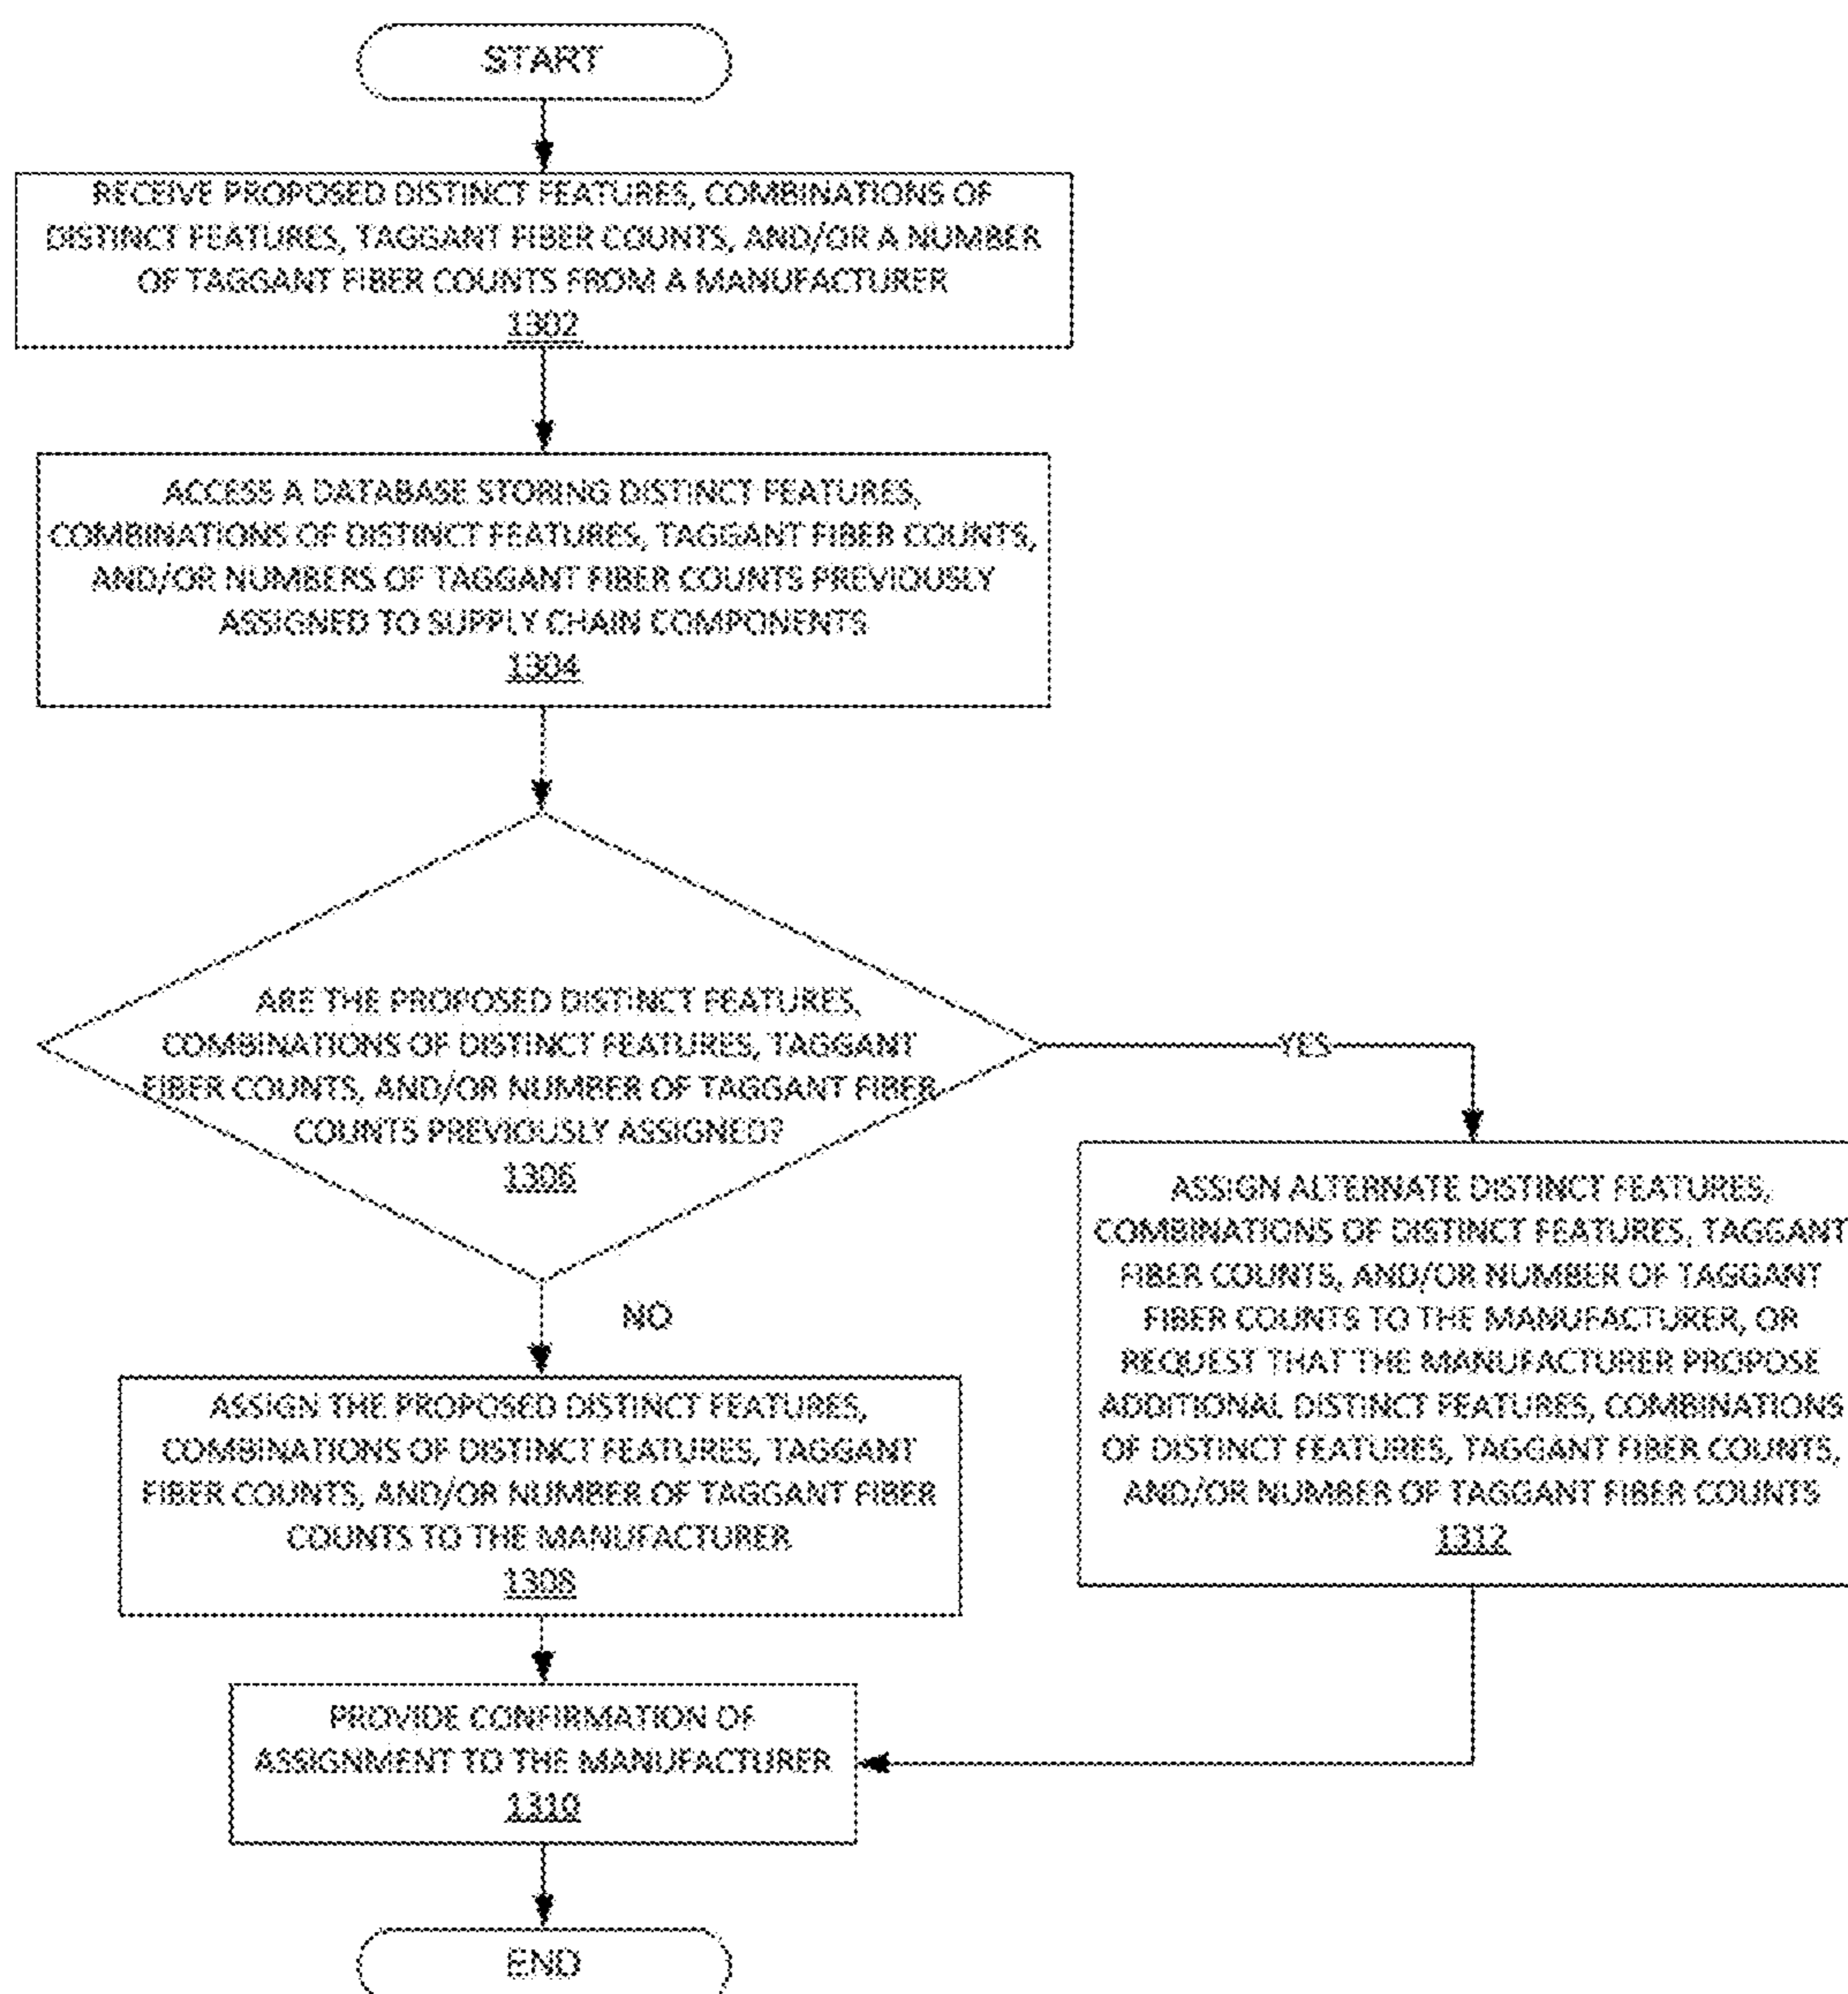 START
RECEIVE PROPOSED DISTINCT FEATURES, COMBINATIONS OF
DISTINCT FEATURES, TAGGANT FIBER COUNTS, AND/OR A NUMBER
OF TAGGANT FIBER COUNTS FROM A MANUFACTURER
1302
ACCESS A DATABASE STORING DISTINCT FEATURES,
COMBINATIONS OF DISTINCT FEATURES, TAGGANT FIBER COUNTS,
AND/OR NUMBERS OF TAGGANT FIBER COUNTS PREVIOUSLY
ASSIGNED TO SUPPLY CHAIN COMPONENTS
1304
ARE THE PROPOSED DISTINCT FEATURES,
COMBINATIONS OF DISTINCT FEATURES, TAGGANT
FIBER COUNTS, AND/OR NUMBER OF TAGGANT FIBER
COUNTS PREVIOUSLY ASSIGNED?
1306
YES
NO
ASSIGN ALTERNATE DISTINCT FEATURES,
COMBINATIONS OF DISTINCT FEATURES, TAGGANT
FIBER COUNTS, AND/OR NUMBER OF TAGGANT
FIBER COUNTS TO THE MANUFACTURER, OR
REQUEST THAT THE MANUFACTURER PROPOSE
ADDITIONAL DISTINCT FEATURES, COMBINATIONS
OF DISTINCT FEATURES, TAGGANT FIBER COUNTS,
AND/OR NUMBER OF TAGGANT FIBER COUNTS
1312
ASSIGN THE PROPOSED DISTINCT FEATURES,
COMBINATIONS OF DISTINCT FEATURES, TAGGANT
FIBER COUNTS, AND/OR NUMBER OF TAGGANT FIBER
COUNTS TO THE MANUFACTURER
1308
PROVIDE CONFIRMATION OF
ASSIGNMENT TO THE MANUFACTURER
1310
END